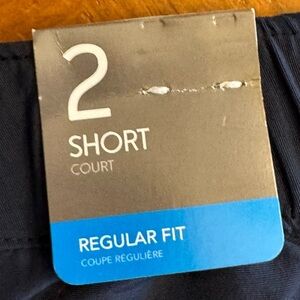 2
SHORT
COURT
REGULAR FIT
COUPE RÉGULIÈRE